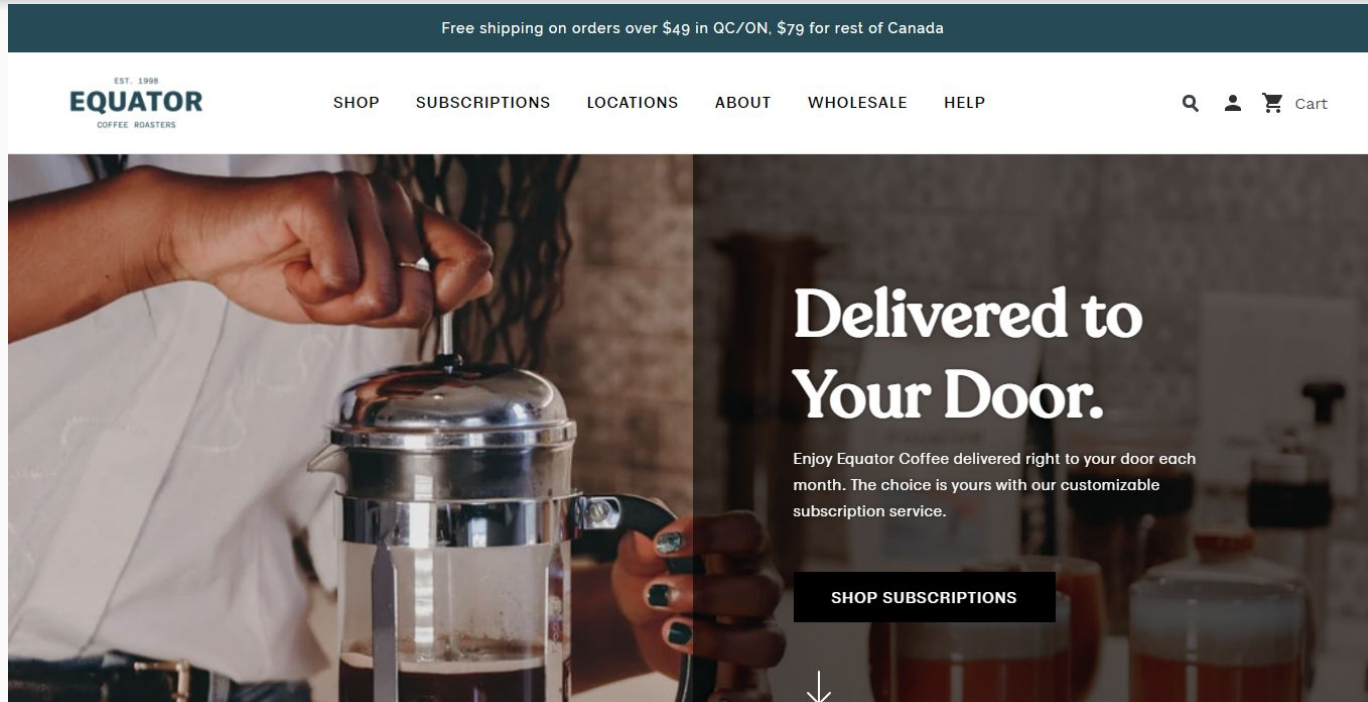 Free shipping on orders over $49 in QC/ON, $79 for rest of Canada
EST. 1998
EQUATOR
COFFEE ROASTERS
SHOP SUBSCRIPTIONS LOCATIONS ABOUT WHOLESALE HELP
Cart
Delivered to
Your Door.
Enjoy Equator Coffee delivered right to your door each
month. The choice is yours with our customizable
subscription service.
SHOP SUBSCRIPTIONS